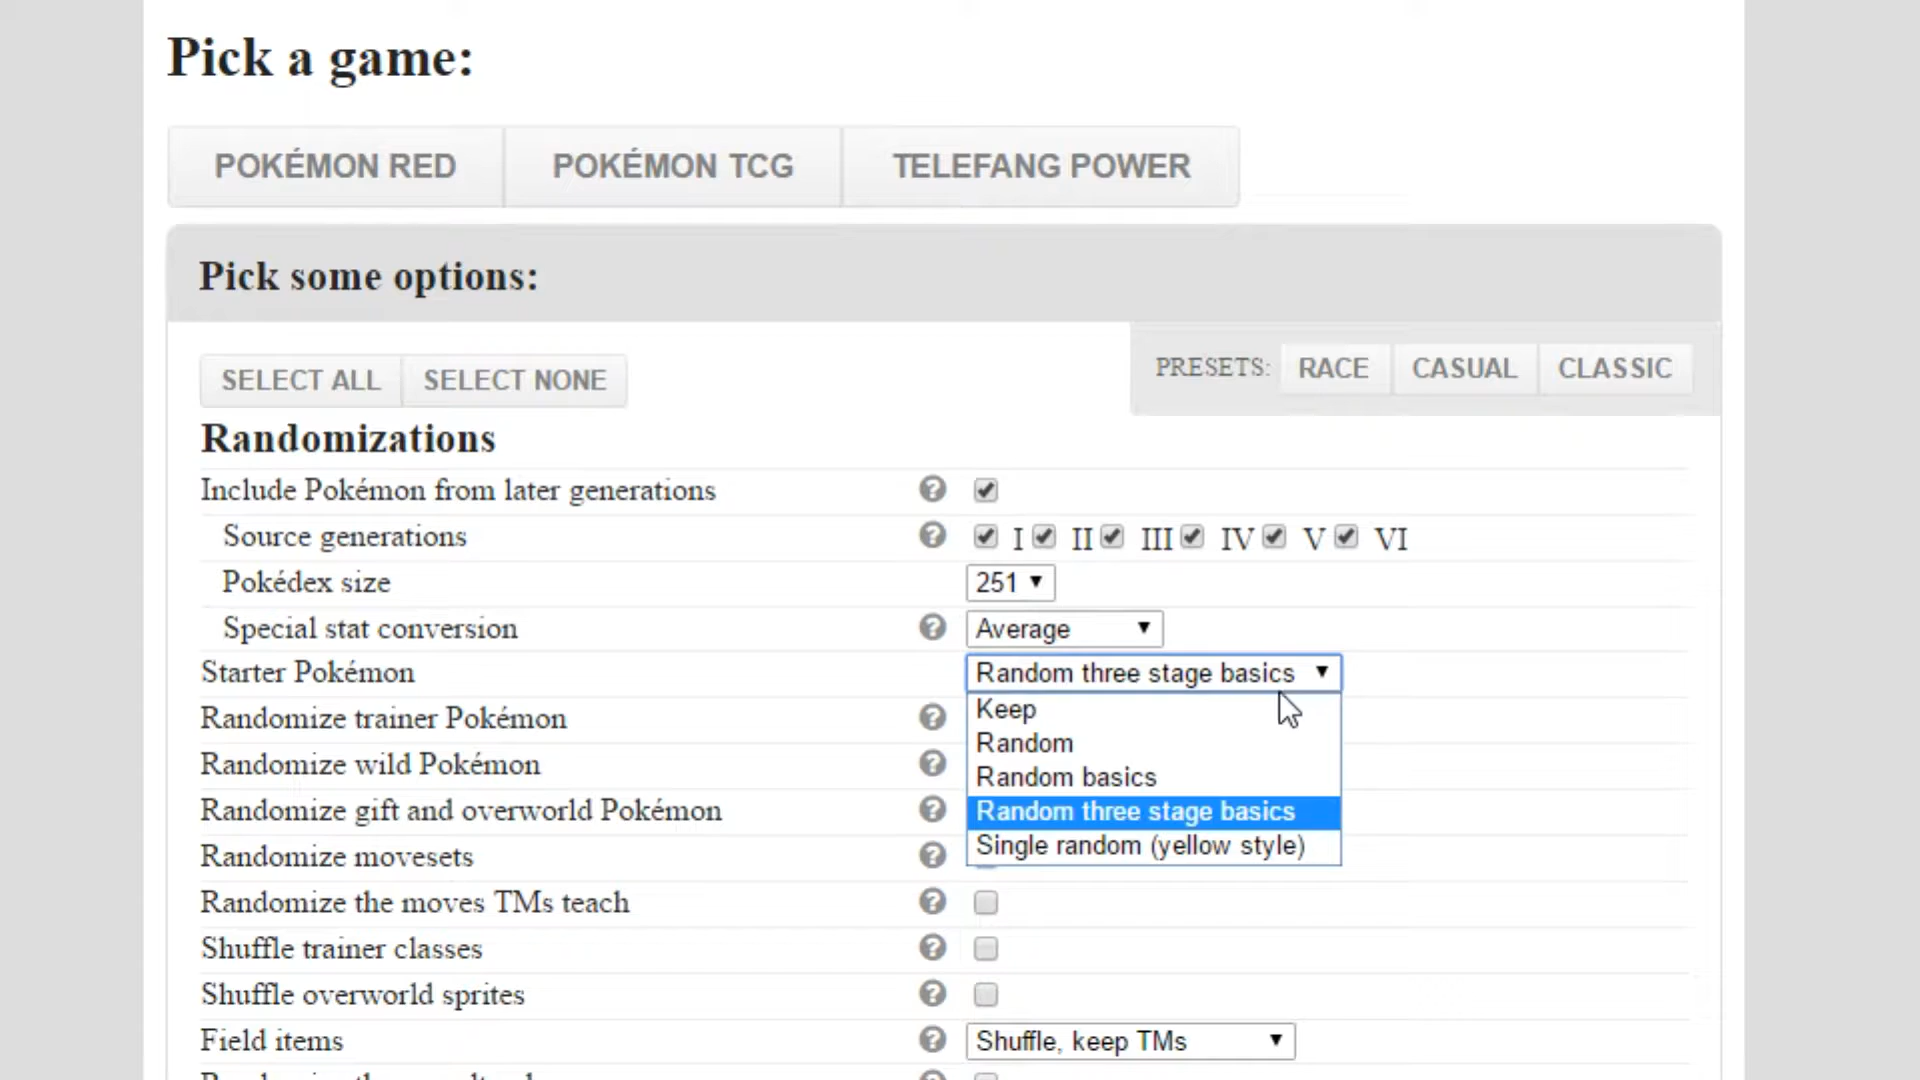 Pick a game:
POKÉMON RED POKÉMON TCG TELEFANG POWER
Pick some options:
SELECT ALL SELECT NONE PRESETS: RACE CASUAL CLASSIC
Randomizations
Include Pokémon from later generations ?
Source generations ? I II III IV V VI
Pokédex size 251
Special stat conversion ? Average
Starter Pokémon Random three stage basics
Keep
Randomize trainer Pokémon ?
Random
Randomize wild Pokémon ?
Random basics
Randomize gift and overworld Pokémon ?
Random three stage basics
Randomize movesets ?
Single random (yellow style)
Randomize the moves TMs teach ?
Shuffle trainer classes ?
Shuffle overworld sprites ?
Field items ? Shuffle, keep TMs